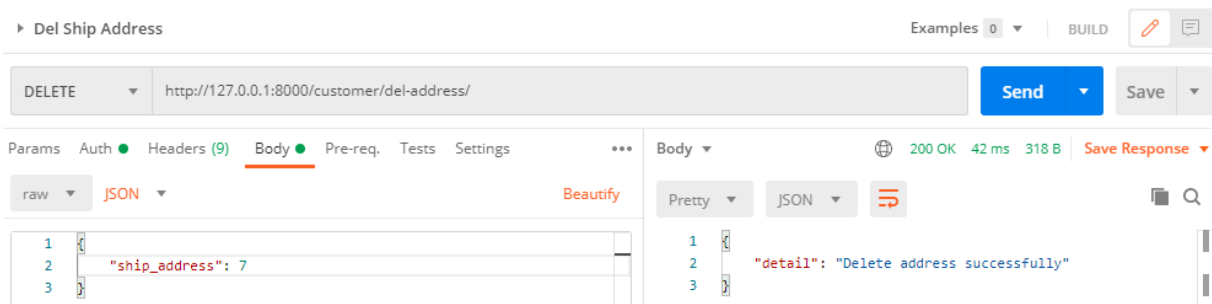 Del Ship Address Examples 0 BUILD
DELETE http://127.0.0.1:8000/customer/del-address/ Send Save
Params Auth Headers (9) Body Pre-req. Tests Settings ••• Body 200 OK 42 ms 318 B Save Response
raw JSON Beautify Pretty JSON
1 {
2 "ship_address": 7
3 }
1 {
2 "detail": "Delete address successfully"
3 }